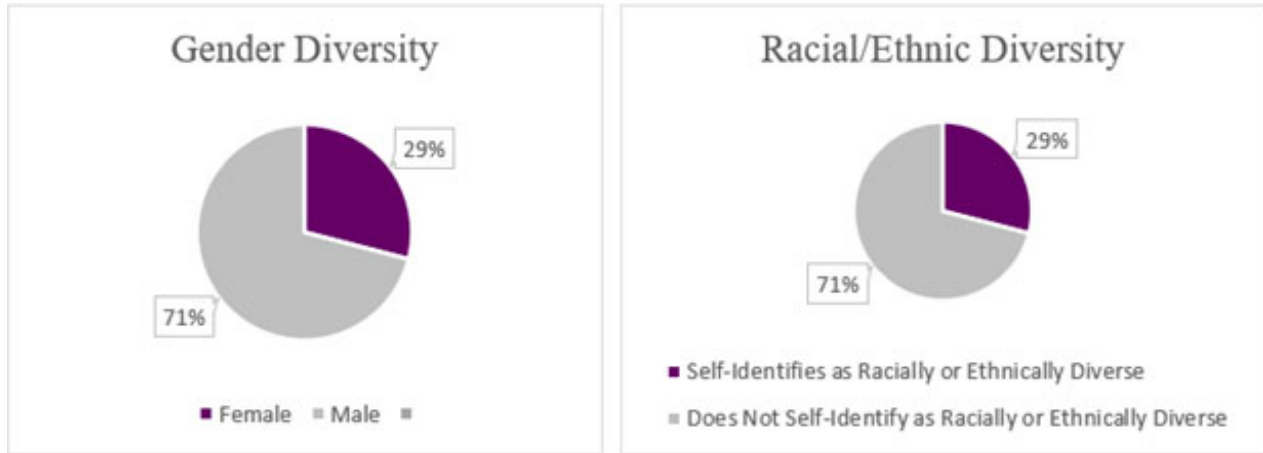 Gender Diversity
29%
71%
Female Male
Racial/Ethnic Diversity
29%
71%
Self-Identifies as Racially or Ethnically Diverse
Does Not Self-Identify as Racially or Ethnically Diverse